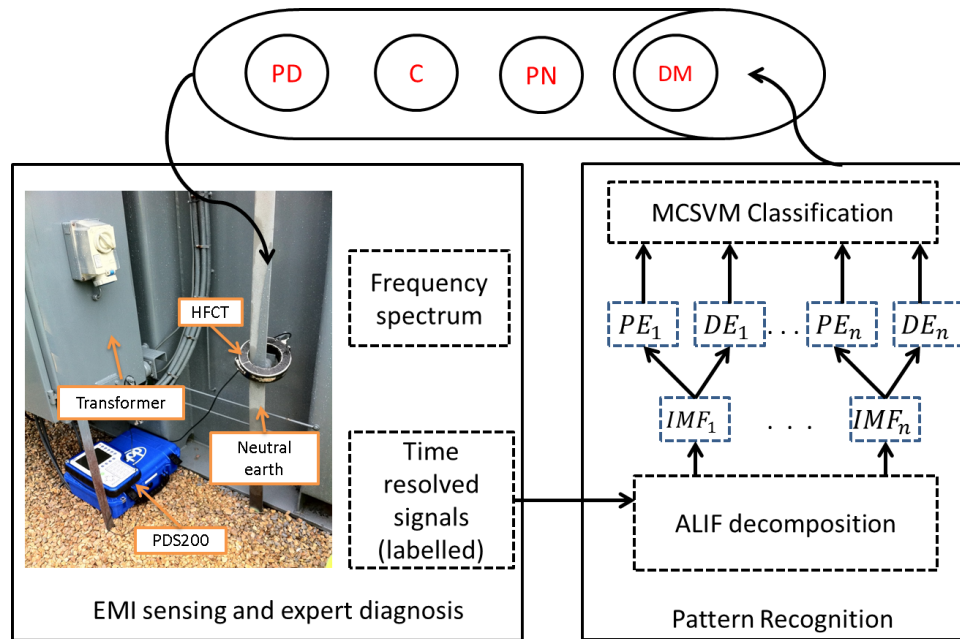 PD
C
PN
DM
HFCT
Transformer
Neutral
earth
PDS200
Frequency
spectrum
Time
resolved
signals
(labelled)
EMI sensing and expert diagnosis
MCSVM Classification
PE₁
DE₁
...
PEₙ
DEₙ
IMF₁
. . .
IMFₙ
ALIF decomposition
Pattern Recognition